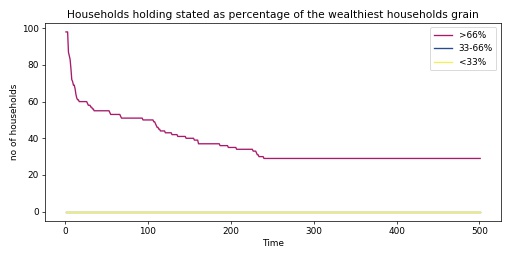 Households holding stated as percentage of the wealthiest households grain
>66%
33-66%
<33%
100
80
60
40
20
0
no of households
0 100 200 300 400 500
Time